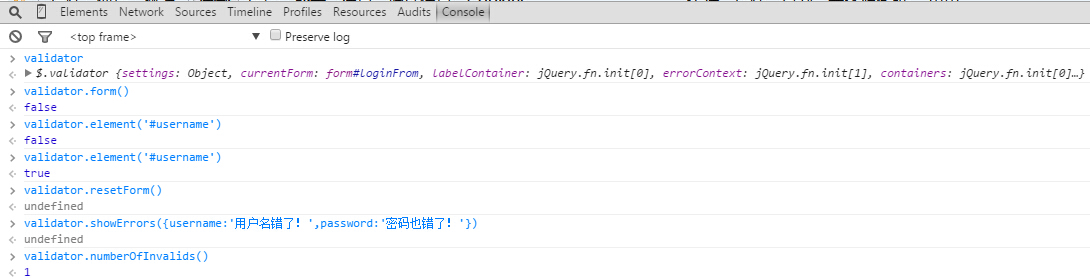 Elements Network Sources Timeline Profiles Resources Audits Console
<top frame> ▼ Preserve log
validator
$.validator {settings: Object, currentForm: form#loginFrom, labelContainer: jQuery.fn.init[0], errorContext: jQuery.fn.init[1], containers: jQuery.fn.init[0]…}
validator.form()
false
validator.element('#username')
false
validator.element('#username')
true
validator.resetForm()
undefined
validator.showErrors({username:'用户名错了！',password:'密码也错了！'})
undefined
validator.numberOfInvalids()
1